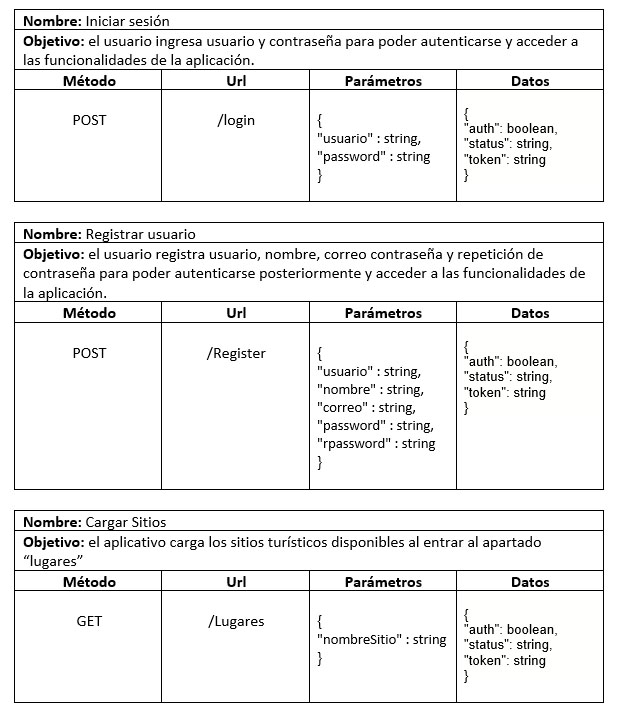 Nombre: Iniciar sesión
Objetivo: el usuario ingresa usuario y contraseña para poder autenticarse y acceder a
las funcionalidades de la aplicación.
Método Url Parámetros Datos
POST /login
{
"usuario" : string,
"password" : string
}
{
"auth": boolean,
"status": string,
"token": string
}
Nombre: Registrar usuario
Objetivo: el usuario registra usuario, nombre, correo contraseña y repetición de
contraseña para poder autenticarse posteriormente y acceder a las funcionalidades de
la aplicación.
Método Url Parámetros Datos
POST /Register
{
"usuario" : string,
"nombre" : string,
"correo" : string,
"password" : string,
"rpassword" : string
}
{
"auth": boolean,
"status": string,
"token": string
}
Nombre: Cargar Sitios
Objetivo: el aplicativo carga los sitios turísticos disponibles al entrar al apartado
“lugares”
Método Url Parámetros Datos
GET /Lugares
{
"nombreSitio" : string
}
{
"auth": boolean,
"status": string,
"token": string
}